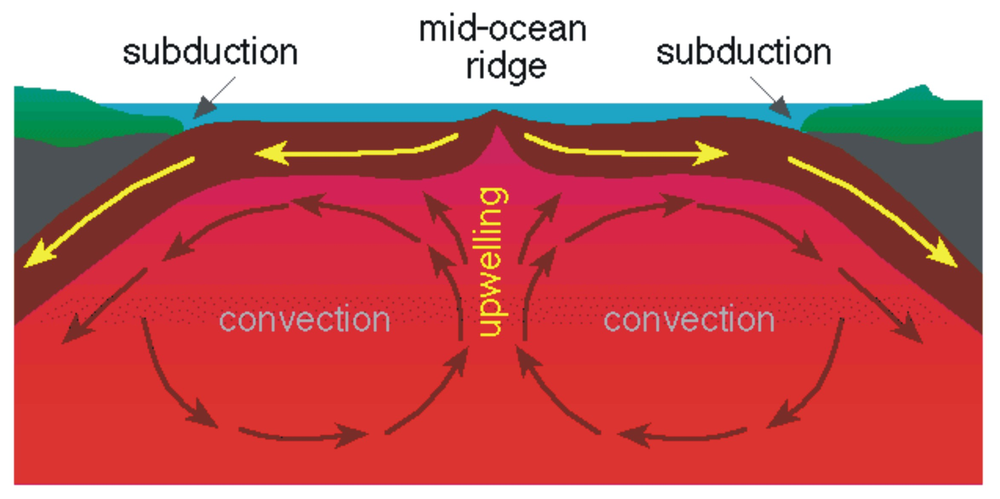 subduction
mid-ocean
ridge
subduction
upwelling
convection
convection